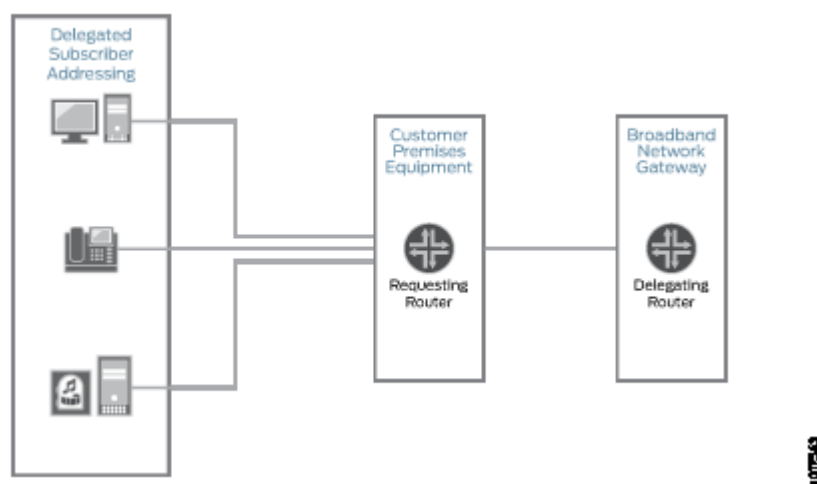 Delegated
Subscriber
Addressing
Customer
Premises
Equipment
Requesting
Router
Broadband
Network
Gateway
Delegating
Router